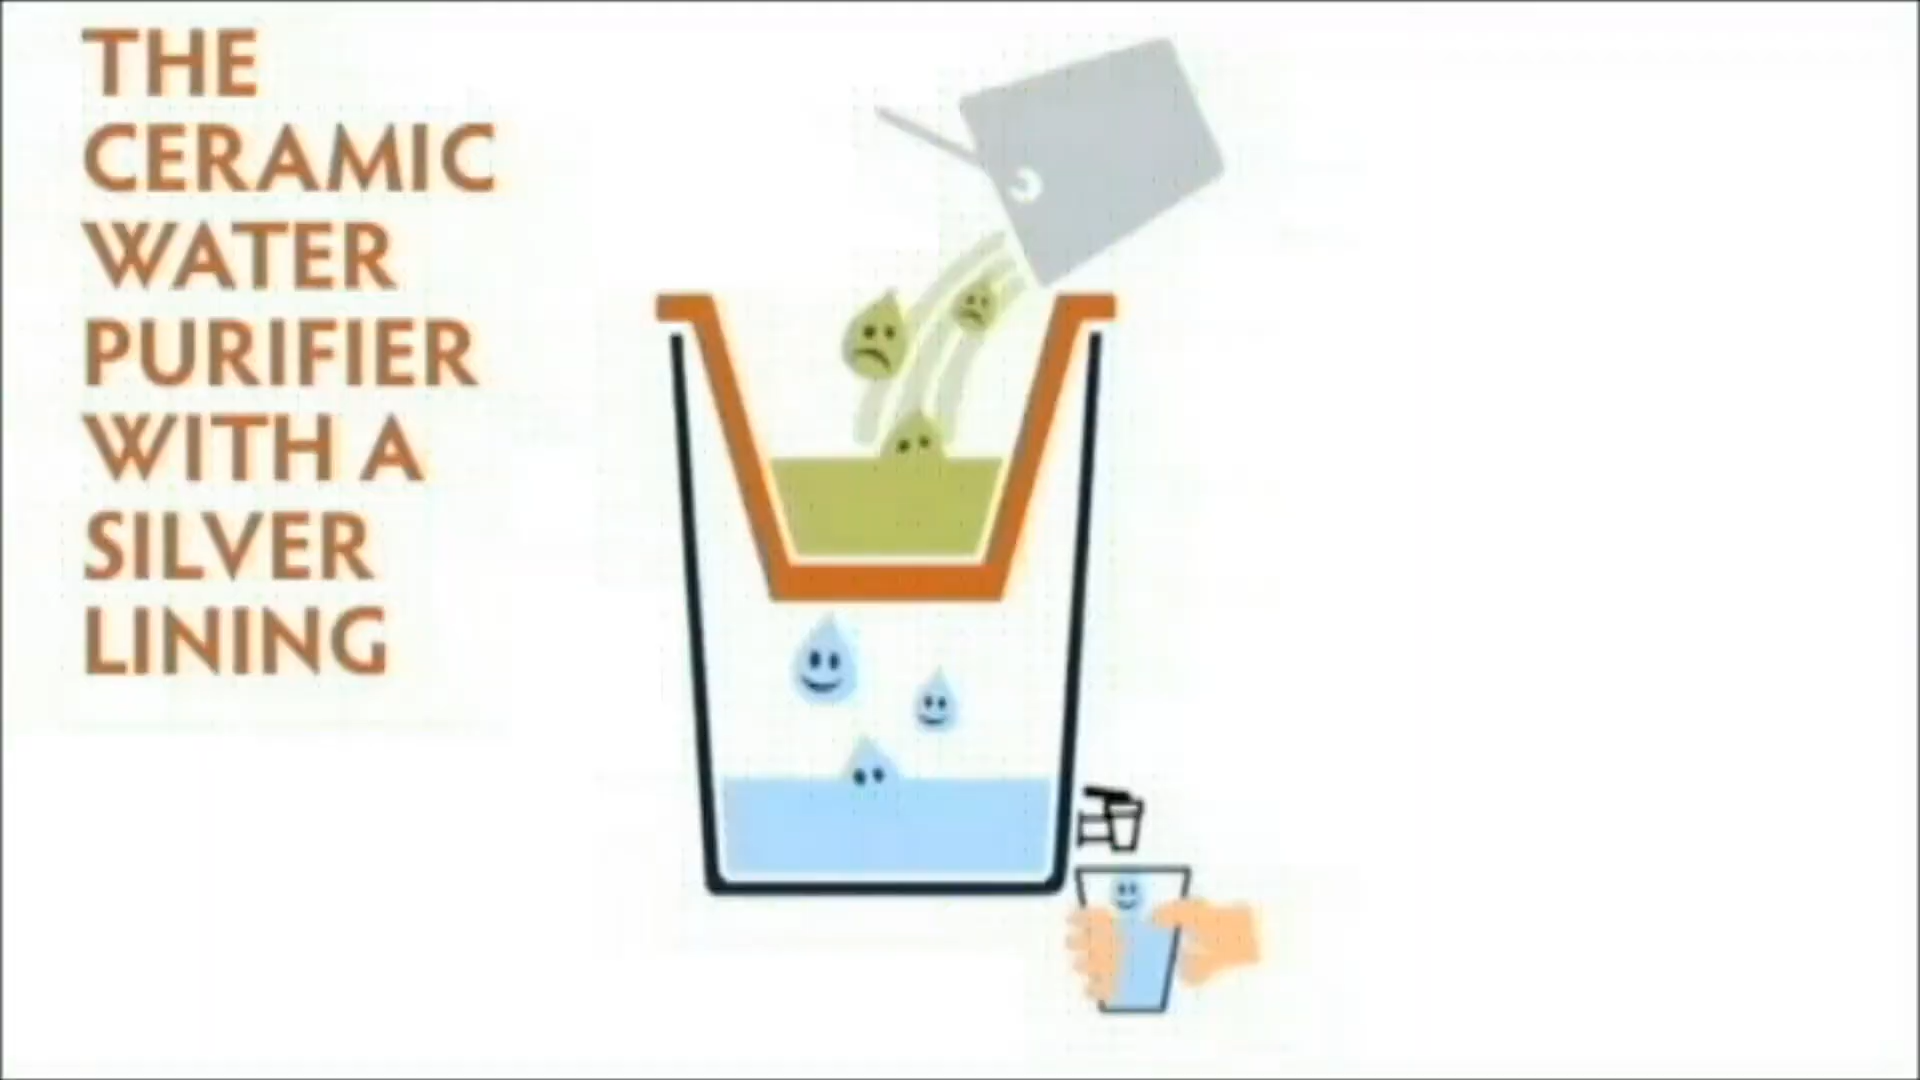 THE
CERAMIC
WATER
PURIFIER
WITH A
SILVER
LINING